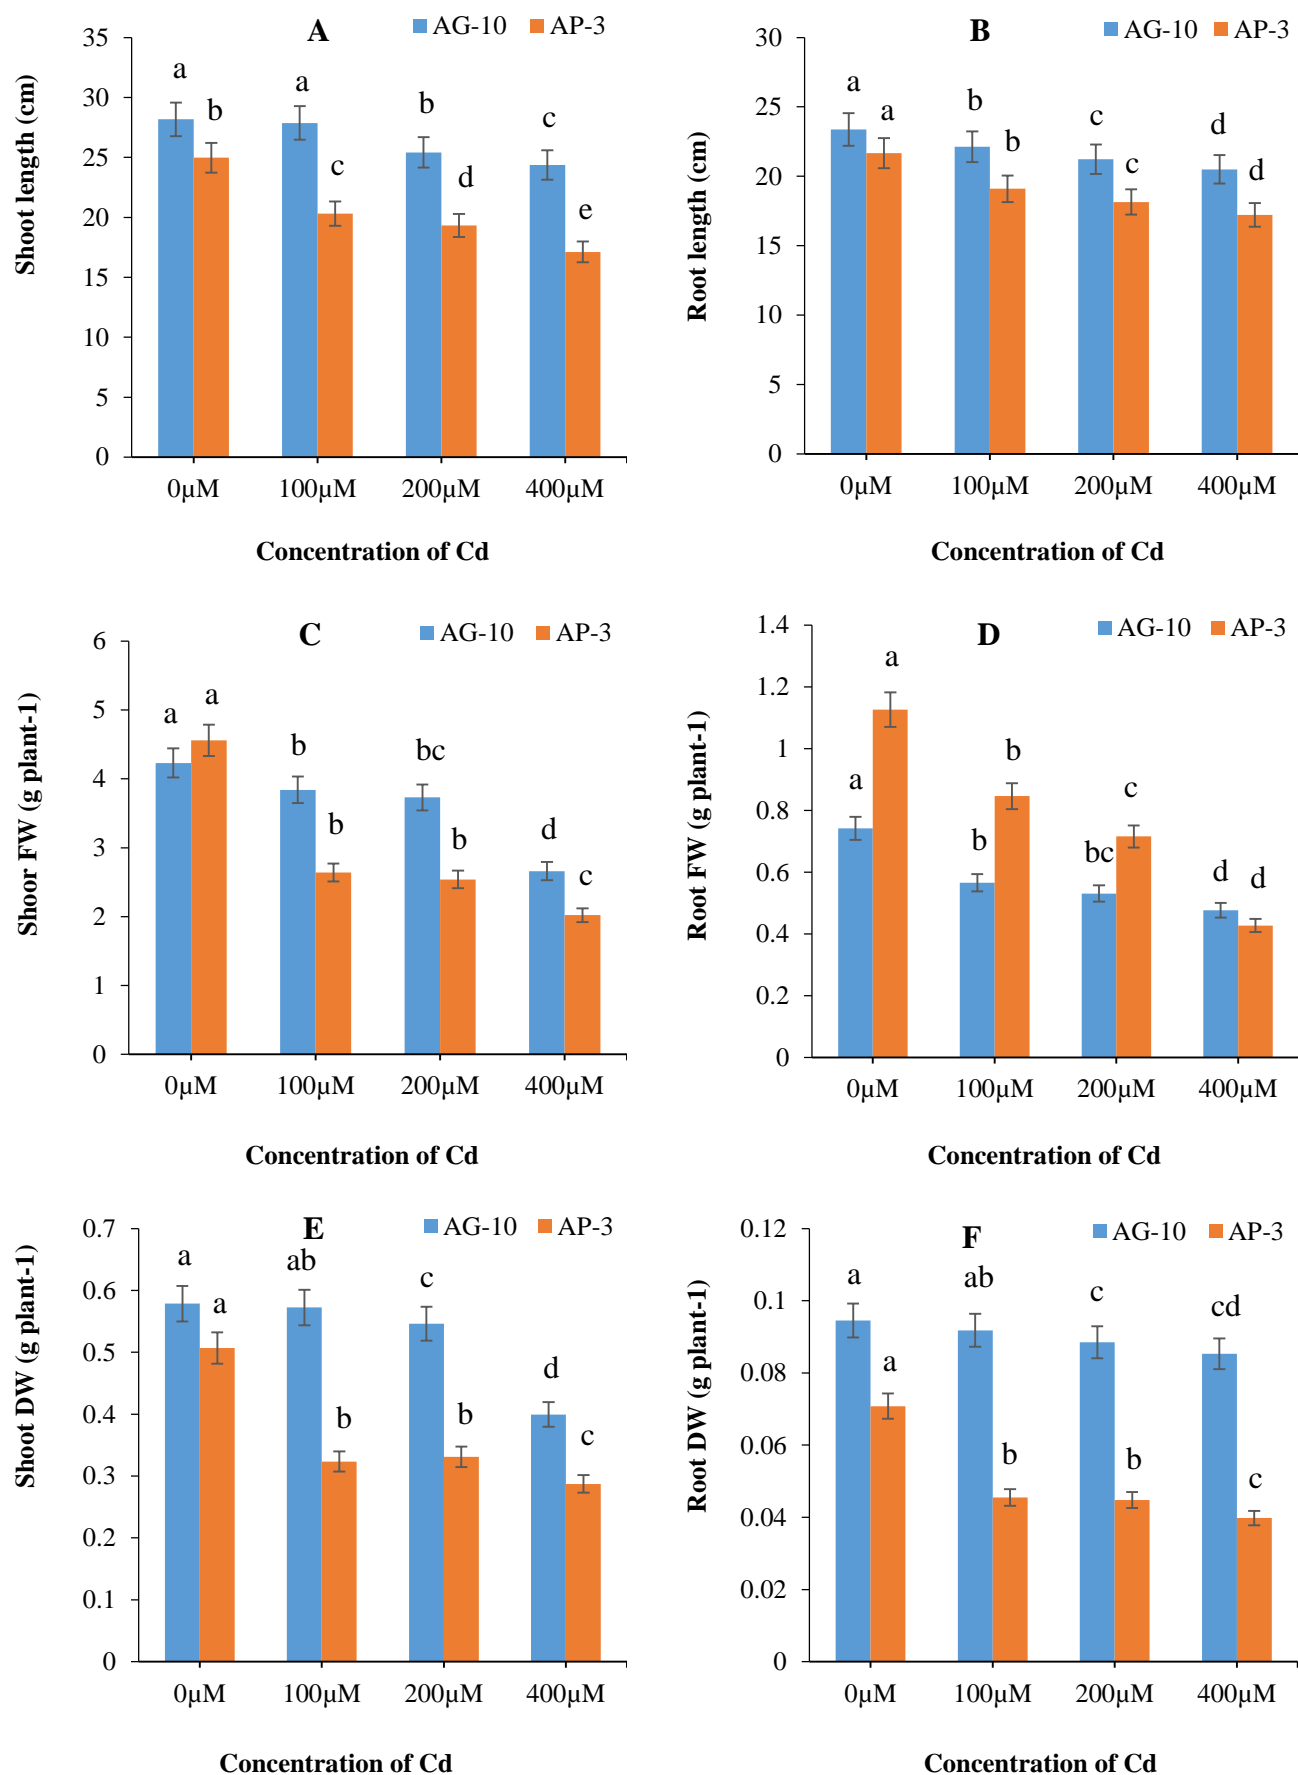 A
AG-10 AP-3
Shoot length (cm)
35
30
25
20
15
10
5
0
a b a c b d c e
0µM 100µM 200µM 400µM
Concentration of Cd
B
AG-10 AP-3
Root length (cm)
30
25
20
15
10
5
0
a a b b c c d d
0µM 100µM 200µM 400µM
Concentration of Cd
C
AG-10 AP-3
Shoor FW (g plant-1)
6
5
4
3
2
1
0
a a b b bc b d c
0µM 100µM 200µM 400µM
Concentration of Cd
D
AG-10 AP-3
Root FW (g plant-1)
1.4
1.2
1
0.8
0.6
0.4
0.2
0
a a b b bc c d d
0µM 100µM 200µM 400µM
Concentration of Cd
E
AG-10 AP-3
Shoot DW (g plant-1)
0.7
0.6
0.5
0.4
0.3
0.2
0.1
0
a a ab b c b d c
0µM 100µM 200µM 400µM
Concentration of Cd
F
AG-10 AP-3
Root DW (g plant-1)
0.12
0.1
0.08
0.06
0.04
0.02
0
a a ab b c b cd c
0µM 100µM 200µM 400µM
Concentration of Cd